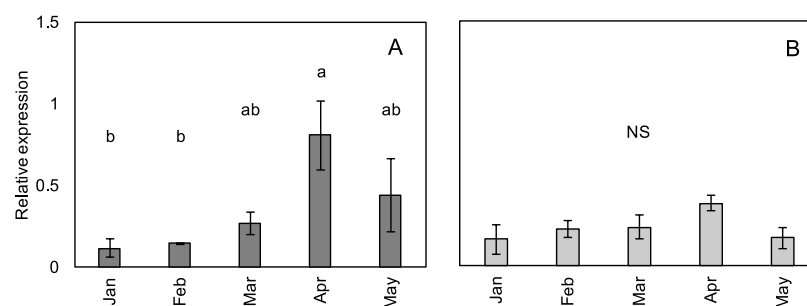 1.5
A
B
a
1
ab
ab
b
b
NS
Relative expression
0.5
0
Jan
Feb
Mar
Apr
May
Jan
Feb
Mar
Apr
May